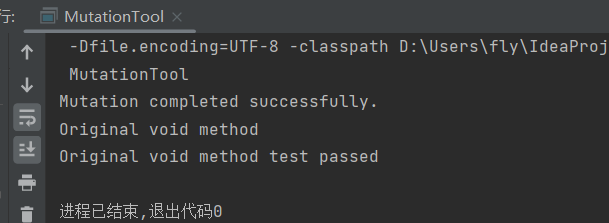 行: MutationTool
-Dfile.encoding=UTF-8 -classpath D:\Users\fly\IdeaProj
MutationTool
Mutation completed successfully.
Original void method
Original void method test passed
进程已结束,退出代码0